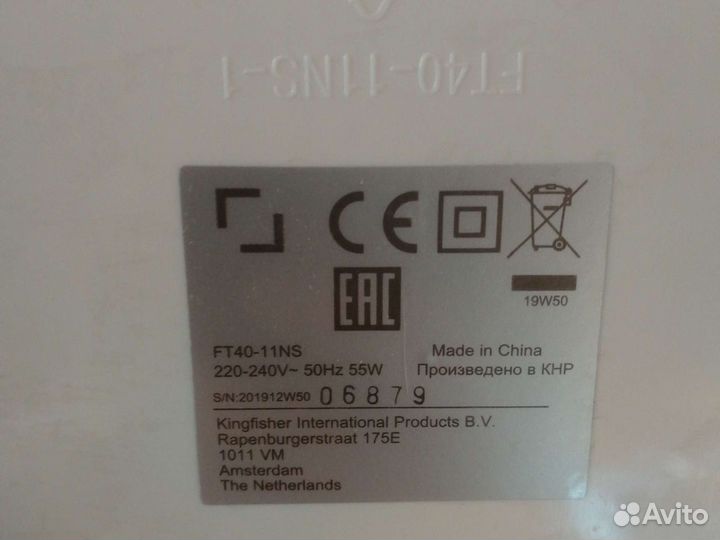 FT40-11NS-1
CE
EAC
19W50
FT40-11NS
Made in China
220-240V~ 50Hz 55W
Произведено в КНР
S/N:201912W50 06879
Kingfisher International Products B.V.
Rapenburgerstraat 175E
1011 VM
Amsterdam
The Netherlands
Avito